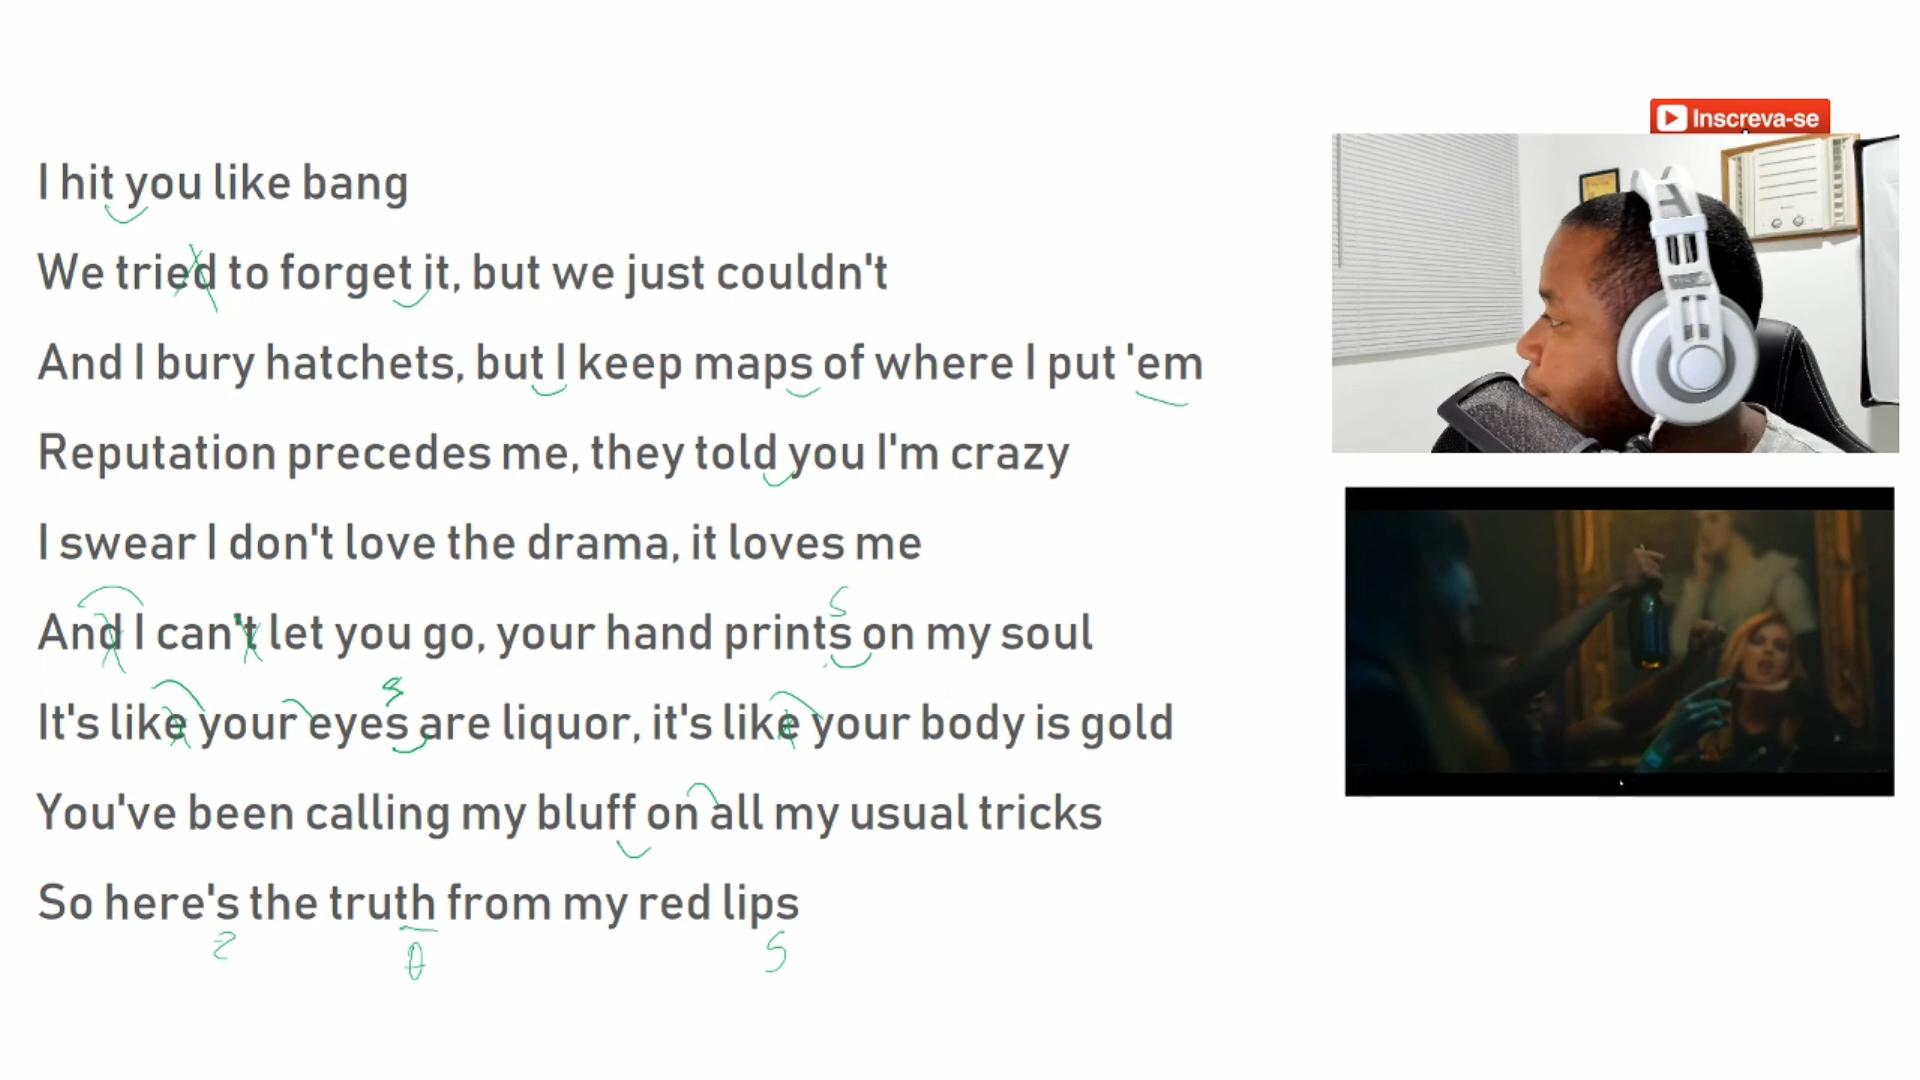 Inscreva-se
I hit you like bang
We tried to forget it, but we just couldn't
And I bury hatchets, but I keep maps of where I put 'em
Reputation precedes me, they told you I'm crazy
I swear I don't love the drama, it loves me
S
And I can't let you go, your hand prints on my soul
It's like your eyes are liquor, it's like your body is gold
You've been calling my bluff on all my usual tricks
So here's the truth from my red lips
θ S